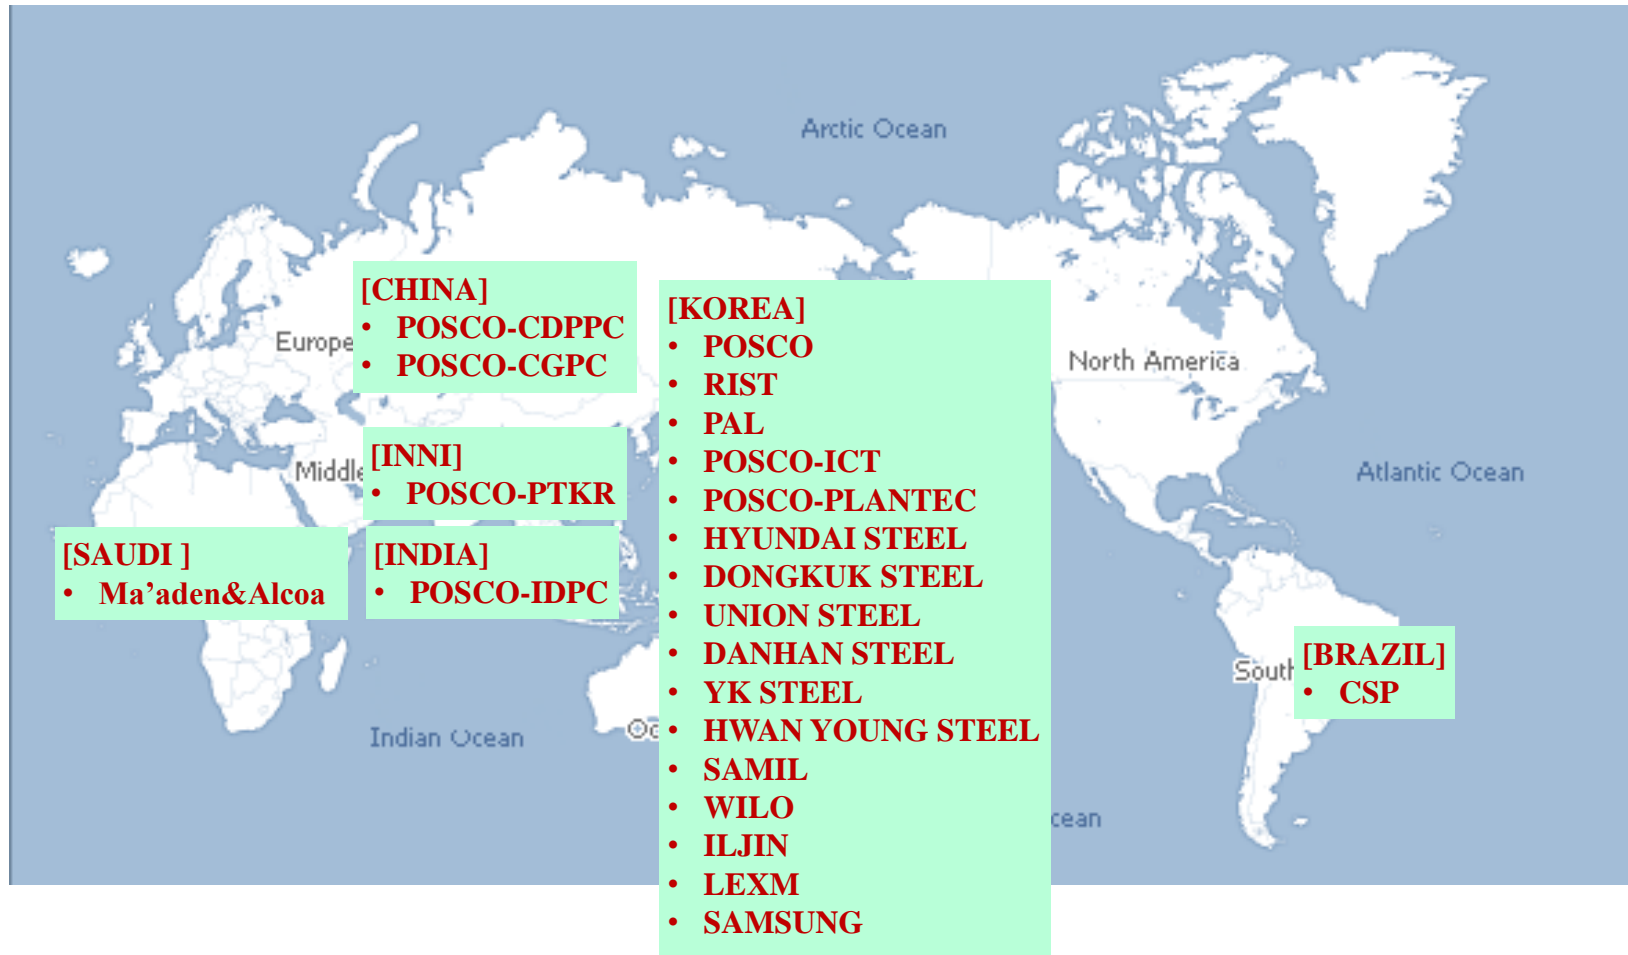 Arctic Ocean
[CHINA]
• POSCO-CDPPC
• POSCO-CGPC
Europe
[INNI]
• POSCO-PTKR
Middle
[SAUDI ]
• Ma’aden&Alcoa
[INDIA]
• POSCO-IDPC
Indian Ocean
[KOREA]
• POSCO
• RIST
• PAL
• POSCO-ICT
• POSCO-PLANTEC
• HYUNDAI STEEL
• DONGKUK STEEL
• UNION STEEL
• DANHAN STEEL
• YK STEEL
• HWAN YOUNG STEEL
• SAMIL
• WILO
• ILJIN
• LEXM
• SAMSUNG
North America
Atlantic Ocean
South
[BRAZIL]
• CSP